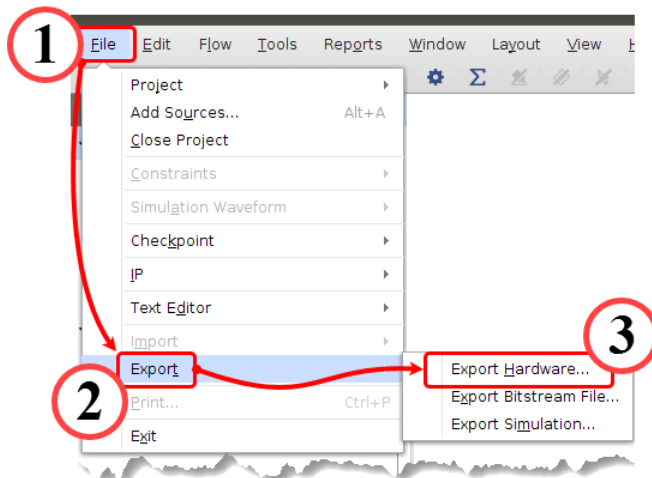 1
File Edit Flow Tools Reports Window Layout View
Project
Add Sources... Alt+A
Close Project
Constraints
Simulation Waveform
Checkpoint
IP
Text Editor
Import
Export
2
Print... Ctrl+P
Exit
3
Export Hardware...
Export Bitstream File...
Export Simulation...